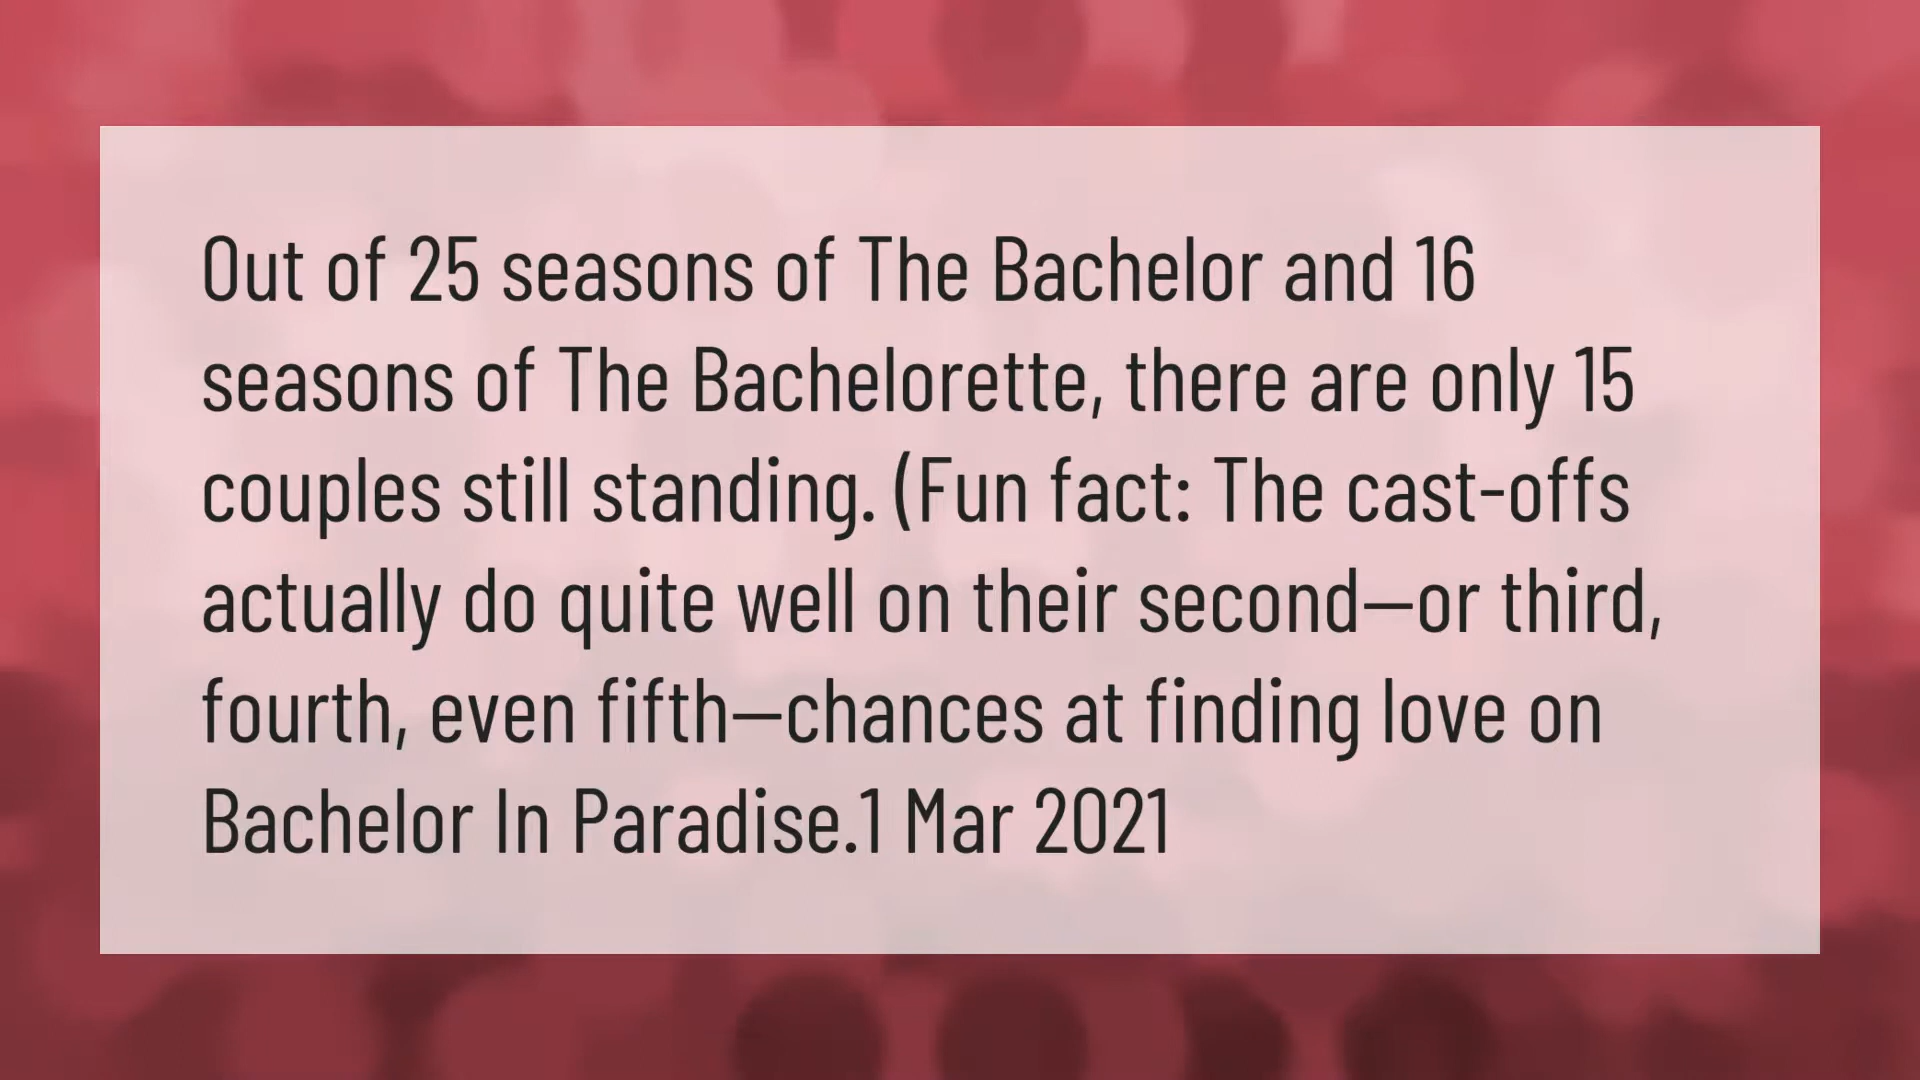 Out of 25 seasons of The Bachelor and 16
seasons of The Bachelorette, there are only 15
couples still standing. (Fun fact: The cast-offs
actually do quite well on their second—or third,
fourth, even fifth—chances at finding love on
Bachelor In Paradise.1 Mar 2021